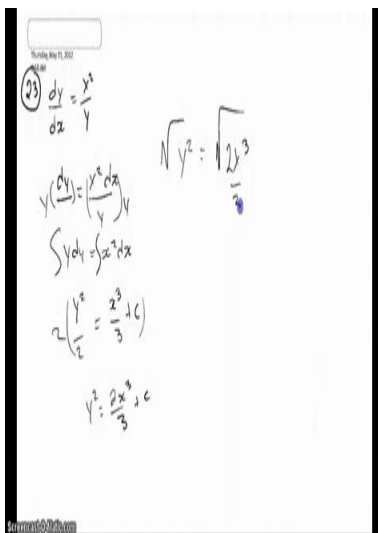 Thursday, May 31, 2012
23 dy/dx = x²/y
y(dy) = (x² dx/y) y
∫ y dy = ∫ x² dx
2 ( y²/2 = x³/3 + c )
y² = 2x³/3 + c
√y² = √2x³/3
Screencast-O-Matic.com